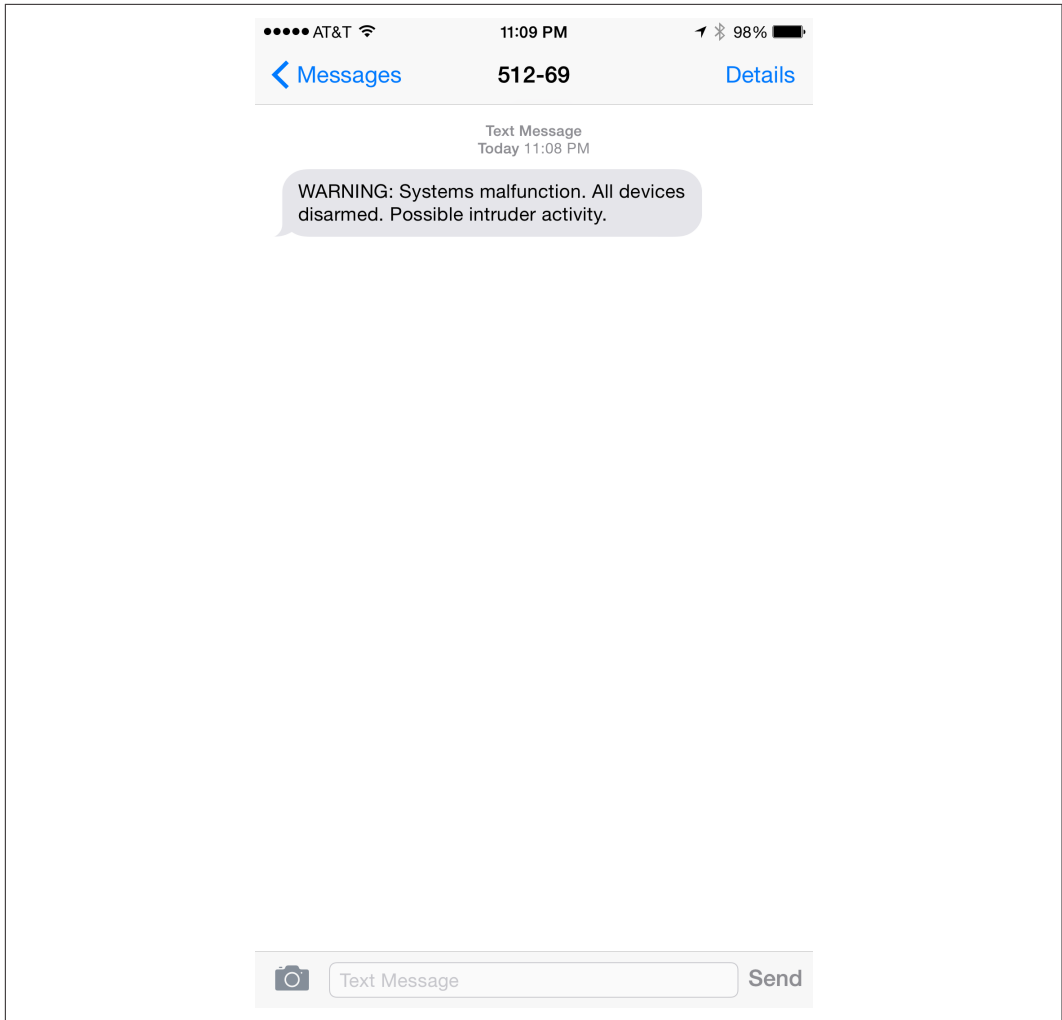 AT&T 11:09 PM 98%
Messages 512-69 Details
Text Message
Today 11:08 PM
WARNING: Systems malfunction. All devices
disarmed. Possible intruder activity.
Text Message Send